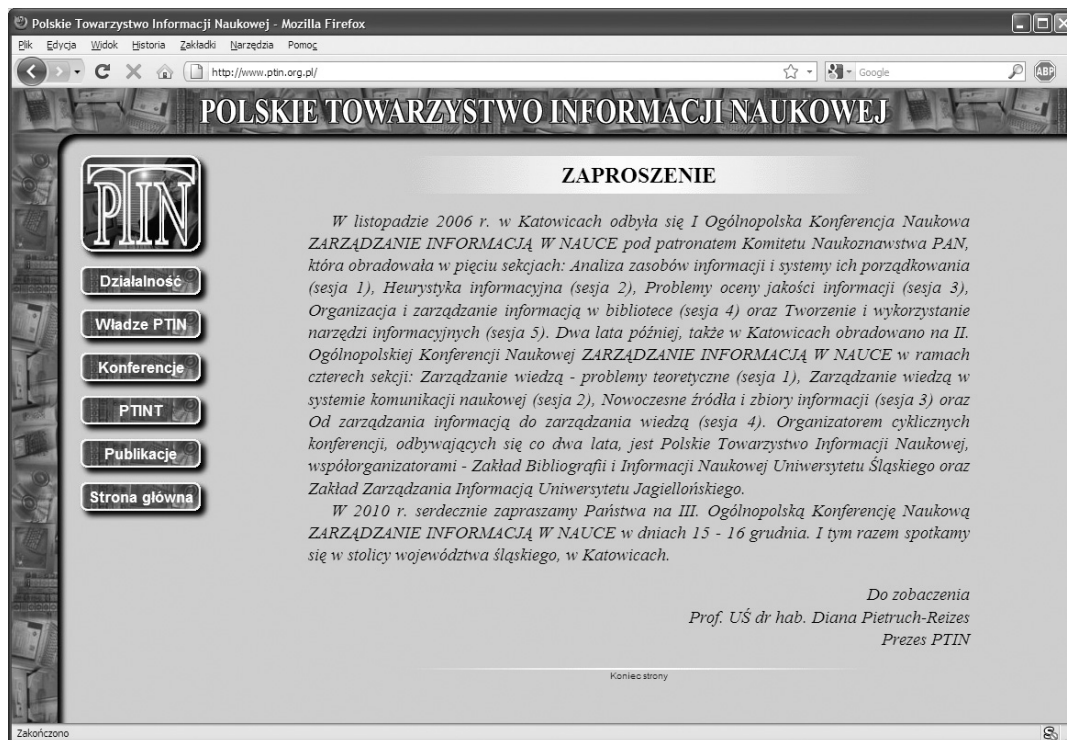 Polskie Towarzystwo Informacji Naukowej - Mozilla Firefox
Plik Edycja Widok Historia Zakładki Narzędzia Pomoc
http://www.ptin.org.pl/ Google ABP
POLSKIE TOWARZYSTWO INFORMACJI NAUKOWEJ
PTIN
Działalność
Władze PTIN
Konferencje
PTINT
Publikacje
Strona główna
ZAPROSZENIE
W listopadzie 2006 r. w Katowicach odbyła się I Ogólnopolska Konferencja Naukowa
ZARZĄDZANIE INFORMACJĄ W NAUCE pod patronatem Komitetu Naukoznawstwa PAN,
która obradowała w pięciu sekcjach: Analiza zasobów informacji i systemy ich porządkowania
(sesja 1), Heurystyka informacyjna (sesja 2), Problemy oceny jakości informacji (sesja 3),
Organizacja i zarządzanie informacją w bibliotece (sesja 4) oraz Tworzenie i wykorzystanie
narzędzi informacyjnych (sesja 5). Dwa lata później, także w Katowicach obradowano na II.
Ogólnopolskiej Konferencji Naukowej ZARZĄDZANIE INFORMACJĄ W NAUCE w ramach
czterech sekcji: Zarządzanie wiedzą - problemy teoretyczne (sesja 1), Zarządzanie wiedzą w
systemie komunikacji naukowej (sesja 2), Nowoczesne źródła i zbiory informacji (sesja 3) oraz
Od zarządzania informacją do zarządzania wiedzą (sesja 4). Organizatorem cyklicznych
konferencji, odbywających się co dwa lata, jest Polskie Towarzystwo Informacji Naukowej,
współorganizatorami - Zakład Bibliografii i Informacji Naukowej Uniwersytetu Śląskiego oraz
Zakład Zarządzania Informacją Uniwersytetu Jagiellońskiego.
W 2010 r. serdecznie zapraszamy Państwa na III. Ogólnopolską Konferencję Naukową
ZARZĄDZANIE INFORMACJĄ W NAUCE w dniach 15 - 16 grudnia. I tym razem spotkamy
się w stolicy województwa śląskiego, w Katowicach.
Do zobaczenia
Prof. UŚ dr hab. Diana Pietruch-Reizes
Prezes PTIN
Koniec strony
Zakończono